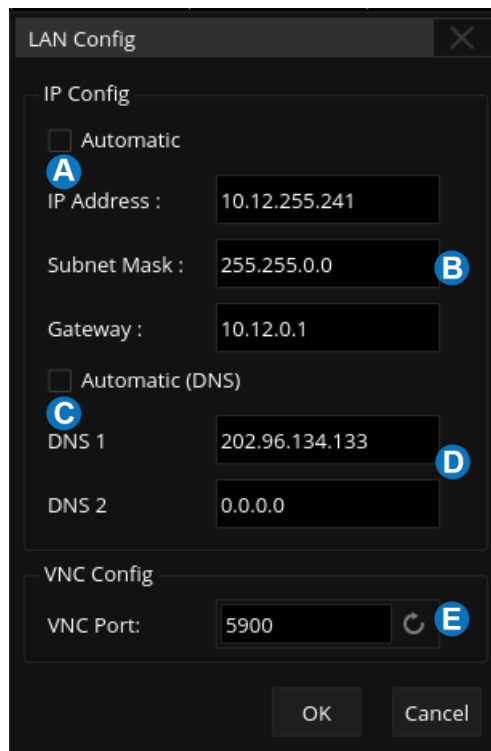 LAN Config
IP Config
Automatic
A
IP Address : 10.12.255.241
Subnet Mask : 255.255.0.0 B
Gateway : 10.12.0.1
Automatic (DNS)
C
DNS 1 202.96.134.133
D
DNS 2 0.0.0.0
VNC Config
VNC Port: 5900 E
OK Cancel